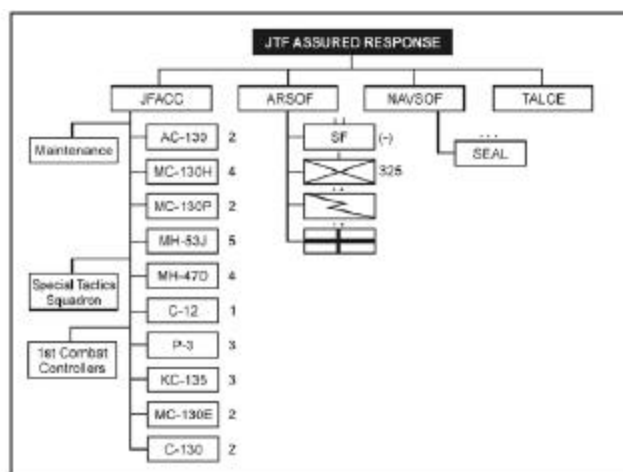 JTF ASSURED RESPONSE
JFACC
ARSOF
NAVSOF
TALCE
Maintenance
Special Tactics
Squadron
1st Combat
Controllers
AC-130 2
MC-130H 4
MC-130P 2
MH-53J 5
MH-47D 4
C-12 1
P-3 3
KC-135 3
MC-130E 2
C-130 2
SF (-)
325
SEAL